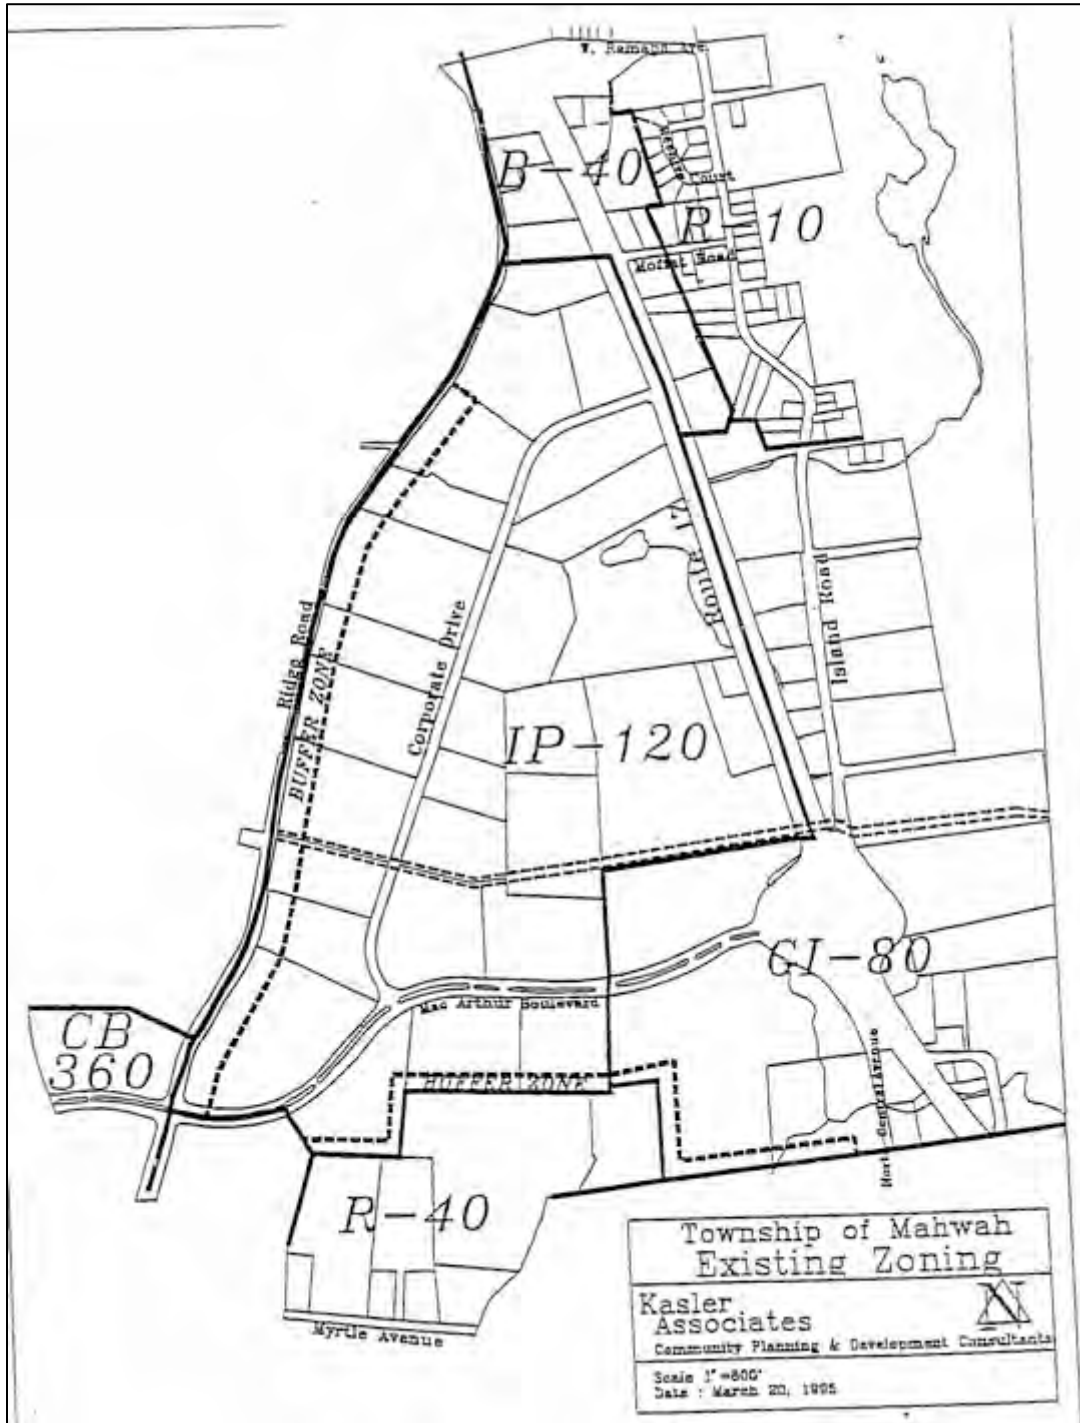 W. Ramapo Ave.
B-40
Court
R 10
Moffat Road
Route 17
Island Road
Ridge Road
BUFFER ZONE
Corporate Drive
IP-120
GI-80
Mac Arthur Boulevard
CB
360
BUFFER ZONE
North Central Avenue
R-40
Myrtle Avenue
Township of Mahwah
Existing Zoning
Kasler
Associates
Community Planning & Development Consultants
Scale 1"=800'
Date : March 20, 1995